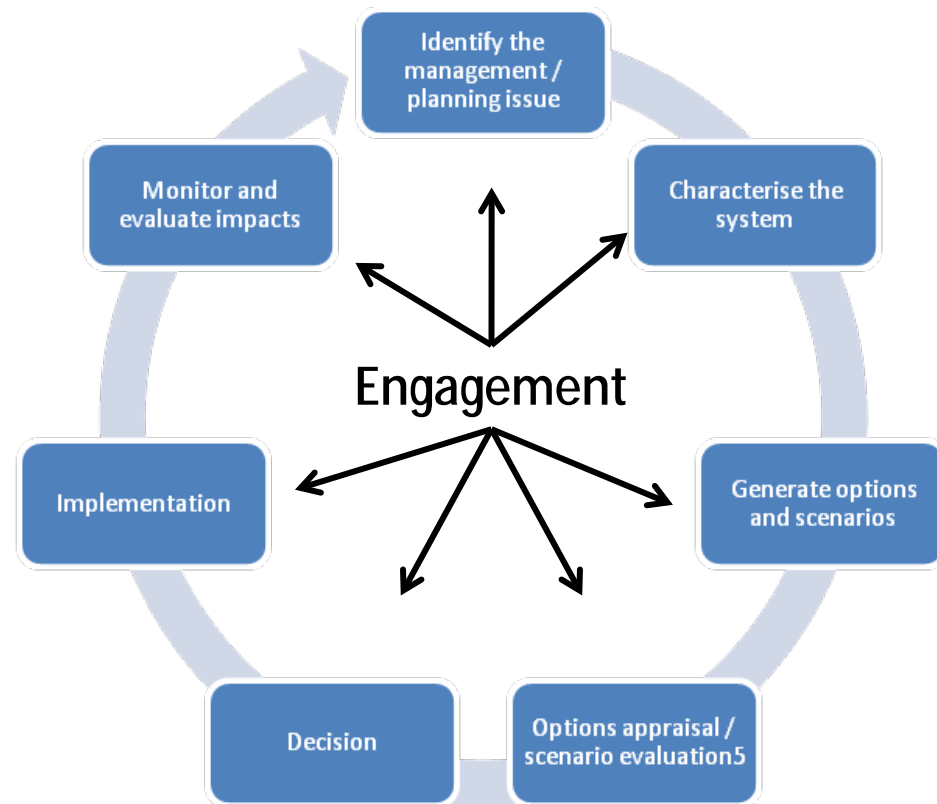 Identify the
management /
planning issue
Characterise the
system
Generate options
and scenarios
Options appraisal /
scenario evaluation5
Decision
Implementation
Monitor and
evaluate impacts
Engagement